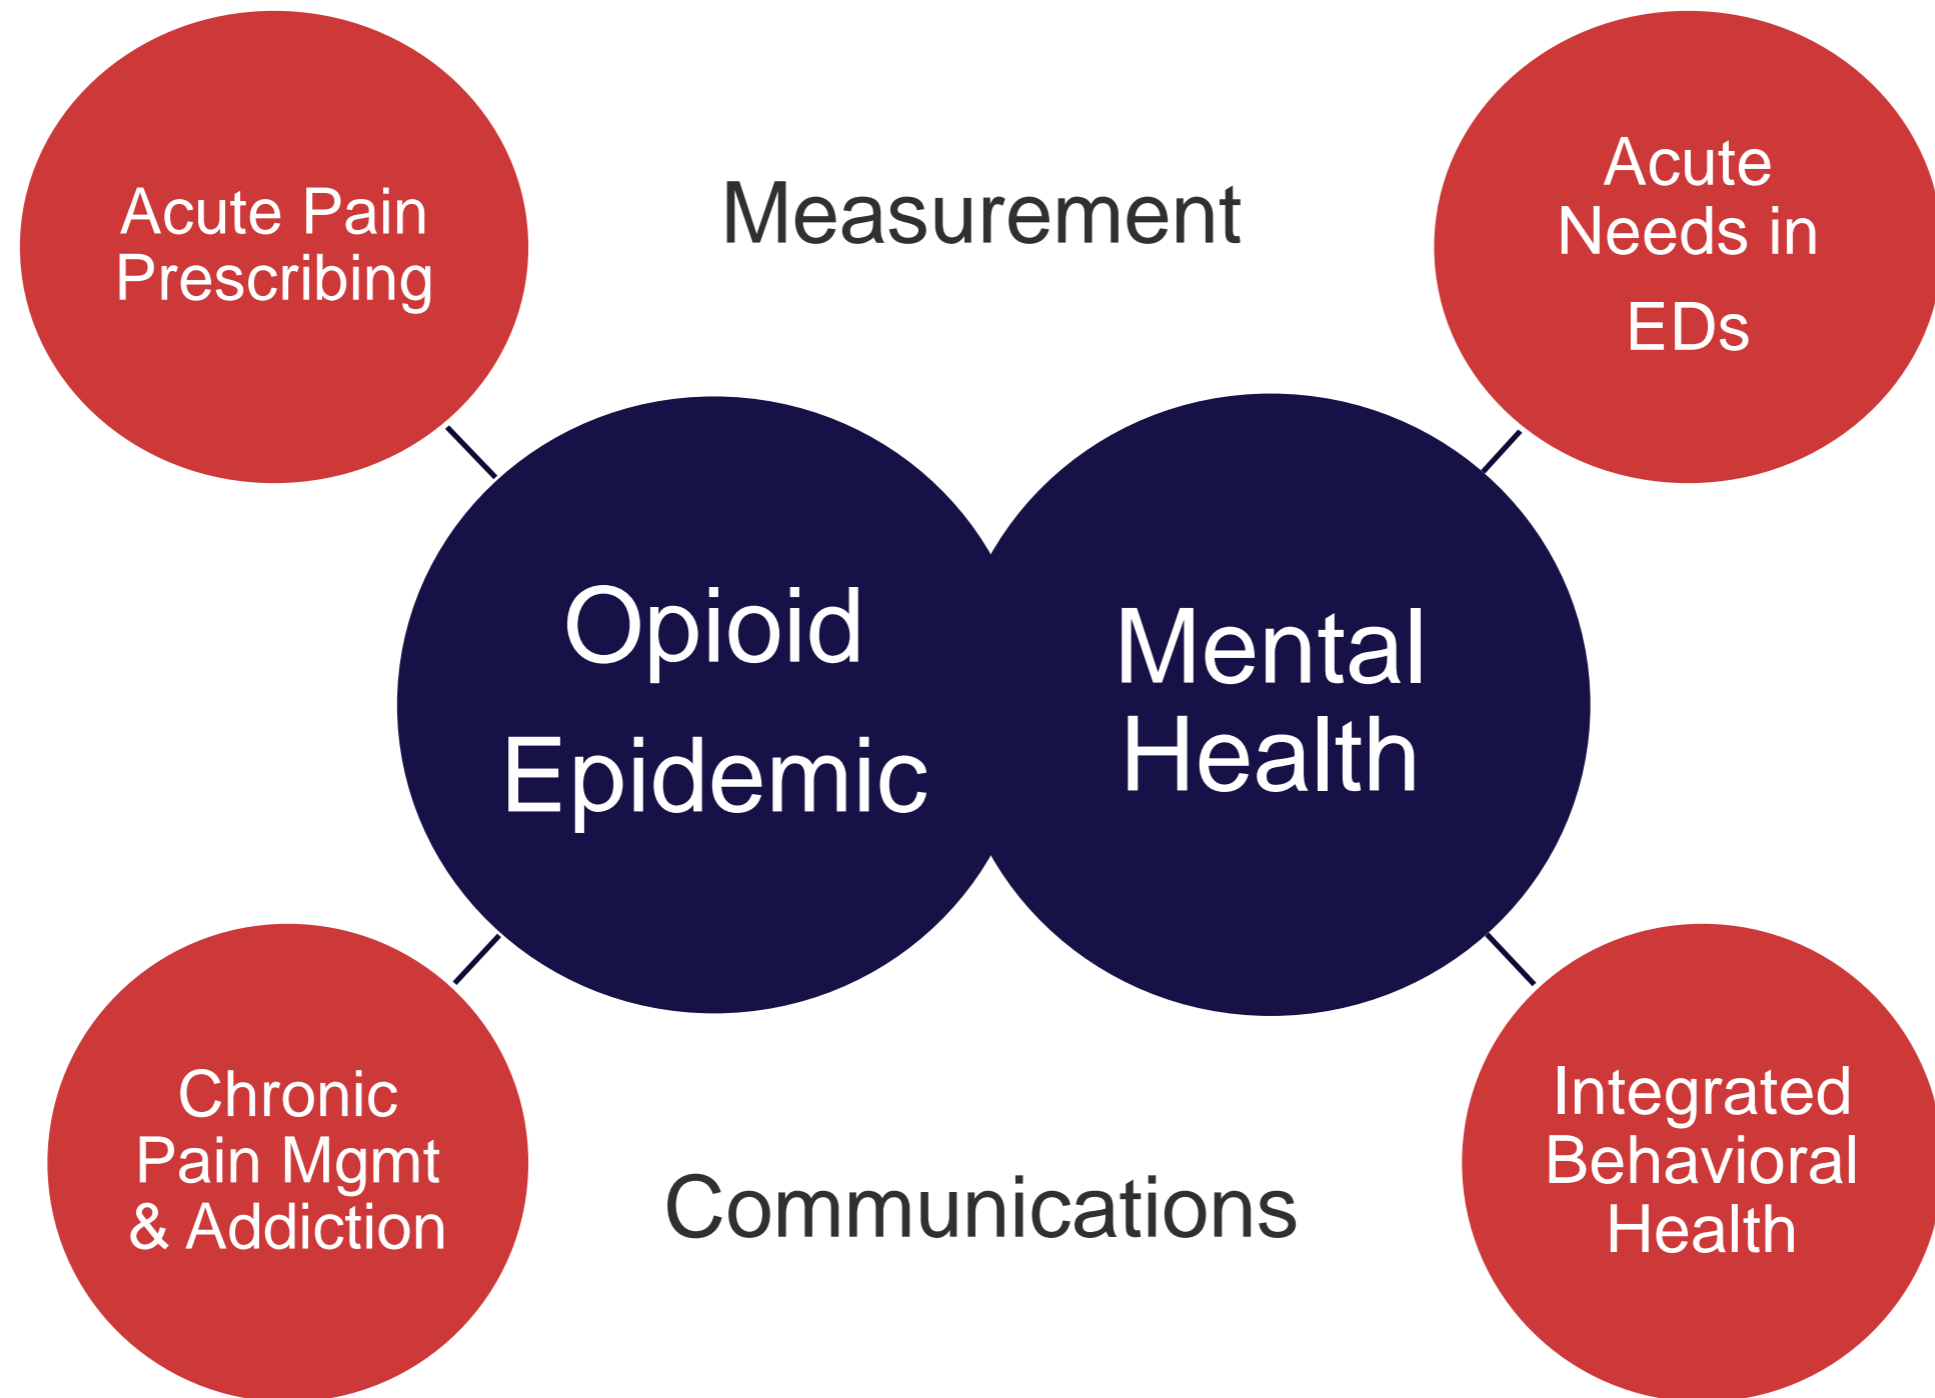 Acute Pain
Prescribing
Measurement
Acute
Needs in
EDs
Opioid
Epidemic
Mental
Health
Chronic
Pain Mgmt
& Addiction
Communications
Integrated
Behavioral
Health